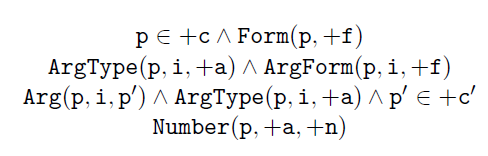 p ∈ +c ∧ Form(p, +f)
ArgType(p, i, +a) ∧ ArgForm(p, i, +f)
Arg(p, i, p′) ∧ ArgType(p, i, +a) ∧ p′ ∈ +c′
Number(p, +a, +n)